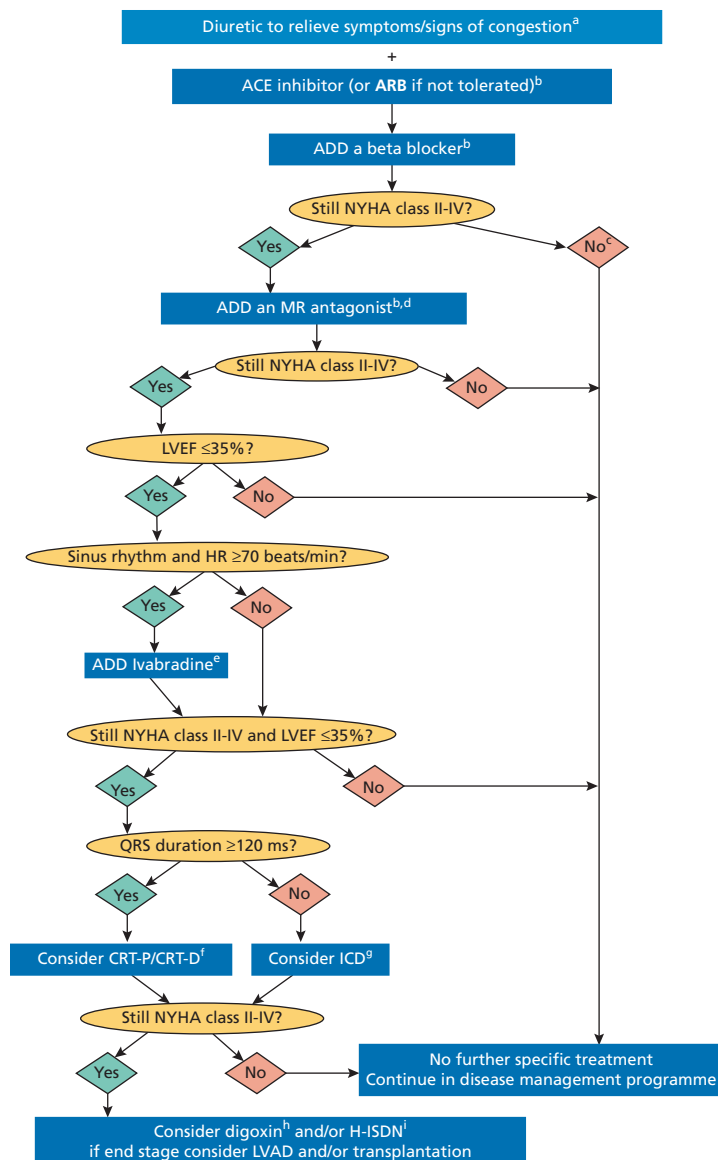 Diuretic to relieve symptoms/signs of congestionᵃ
+
ACE inhibitor (or ARB if not tolerated)ᵇ
ADD a beta blockerᵇ
Still NYHA class II-IV?
Yes
Noᶜ
ADD an MR antagonistᵇ,ᵈ
Still NYHA class II-IV?
Yes
No
LVEF ≤35%?
Yes
No
Sinus rhythm and HR ≥70 beats/min?
Yes
No
ADD Ivabradineᵉ
Still NYHA class II-IV and LVEF ≤35%?
Yes
No
QRS duration ≥120 ms?
Yes
No
Consider CRT-P/CRT-Dᶠ
Consider ICDᵍ
Still NYHA class II-IV?
Yes
No
No further specific treatment
Continue in disease management programme
Consider digoxinʰ and/or H-ISDNⁱ
if end stage consider LVAD and/or transplantation